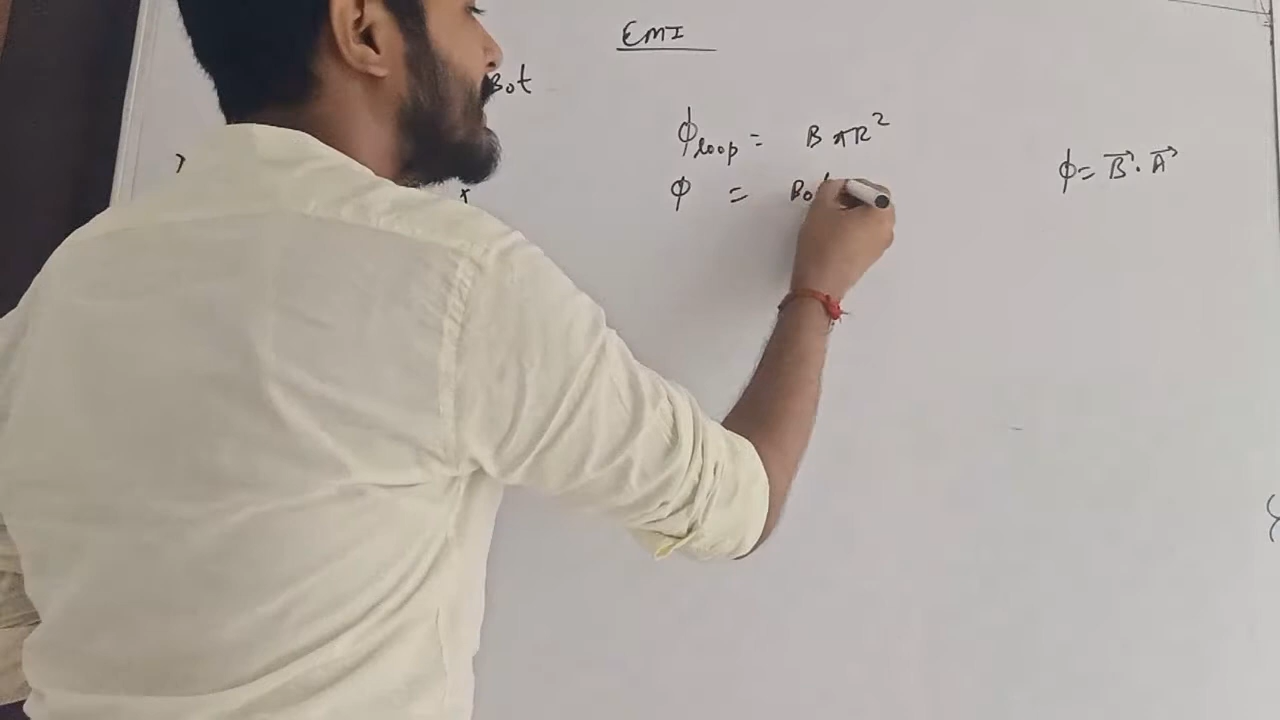 EMI
Bot
ϕloop = BπR²
ϕ = Bo
ϕ = B⃗ · A⃗